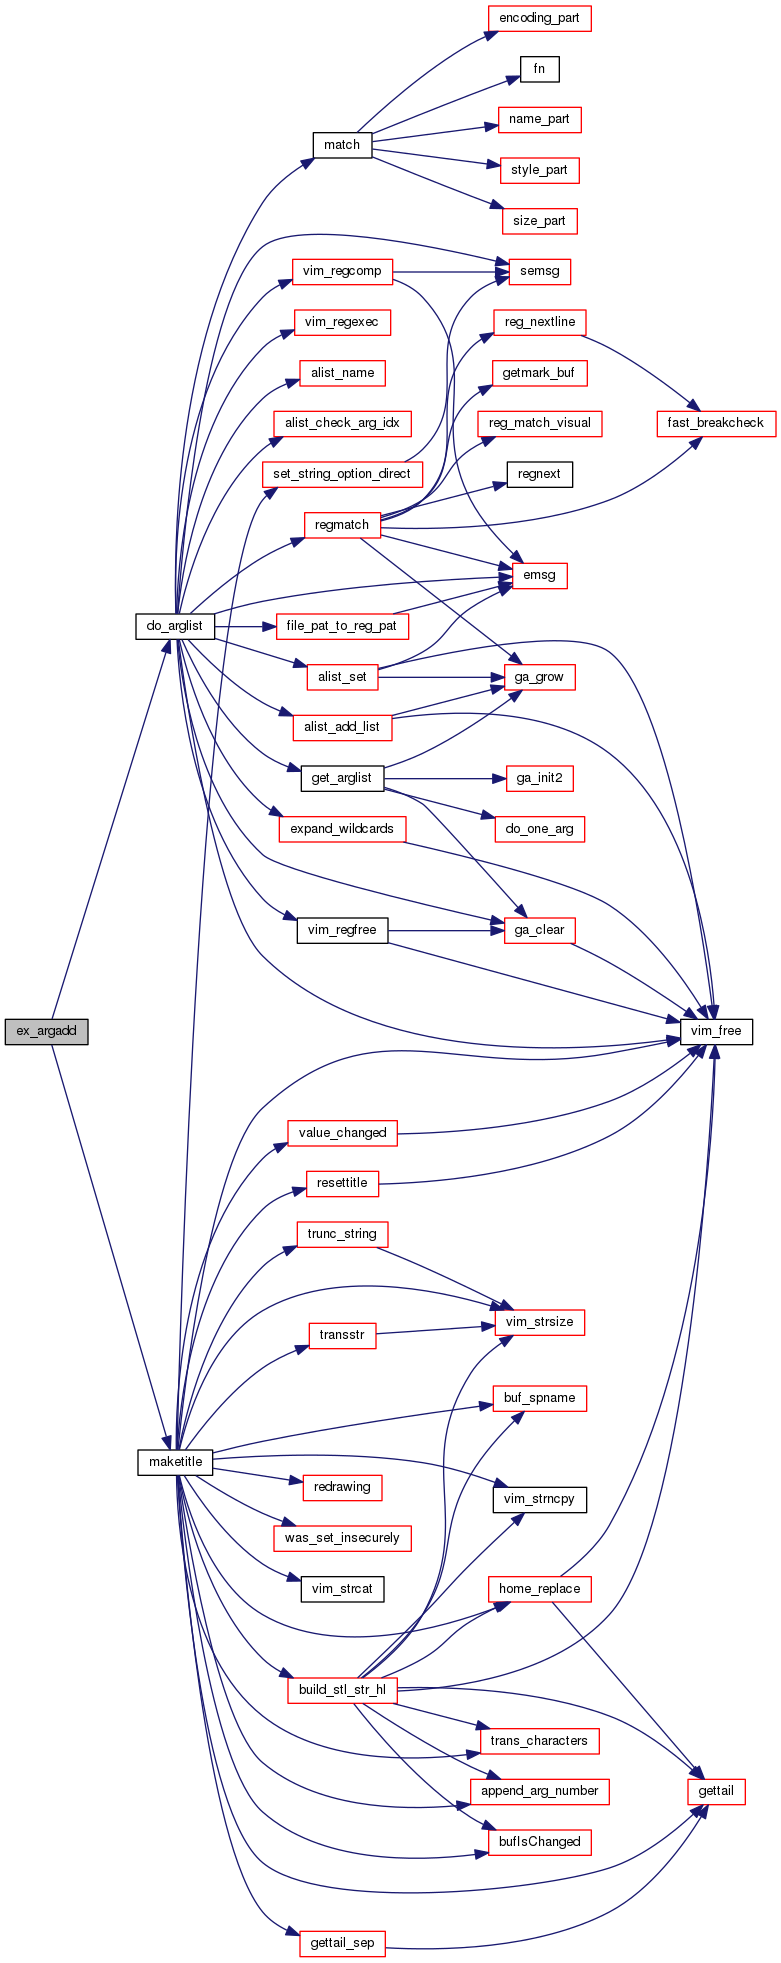 encoding_part
fn
name_part
match
style_part
size_part
vim_regcomp
semsg
vim_regexec
reg_nextline
alist_name
getmark_buf
alist_check_arg_idx
reg_match_visual
fast_breakcheck
set_string_option_direct
regnext
regmatch
emsg
do_arglist
file_pat_to_reg_pat
alist_set
ga_grow
alist_add_list
get_arglist
ga_init2
expand_wildcards
do_one_arg
vim_regfree
ga_clear
ex_argadd
vim_free
value_changed
resettitle
trunc_string
vim_strsize
transstr
buf_spname
maketitle
redrawing
vim_strncpy
was_set_insecurely
vim_strcat
home_replace
build_stl_str_hl
trans_characters
append_arg_number
gettail
bufIsChanged
gettail_sep